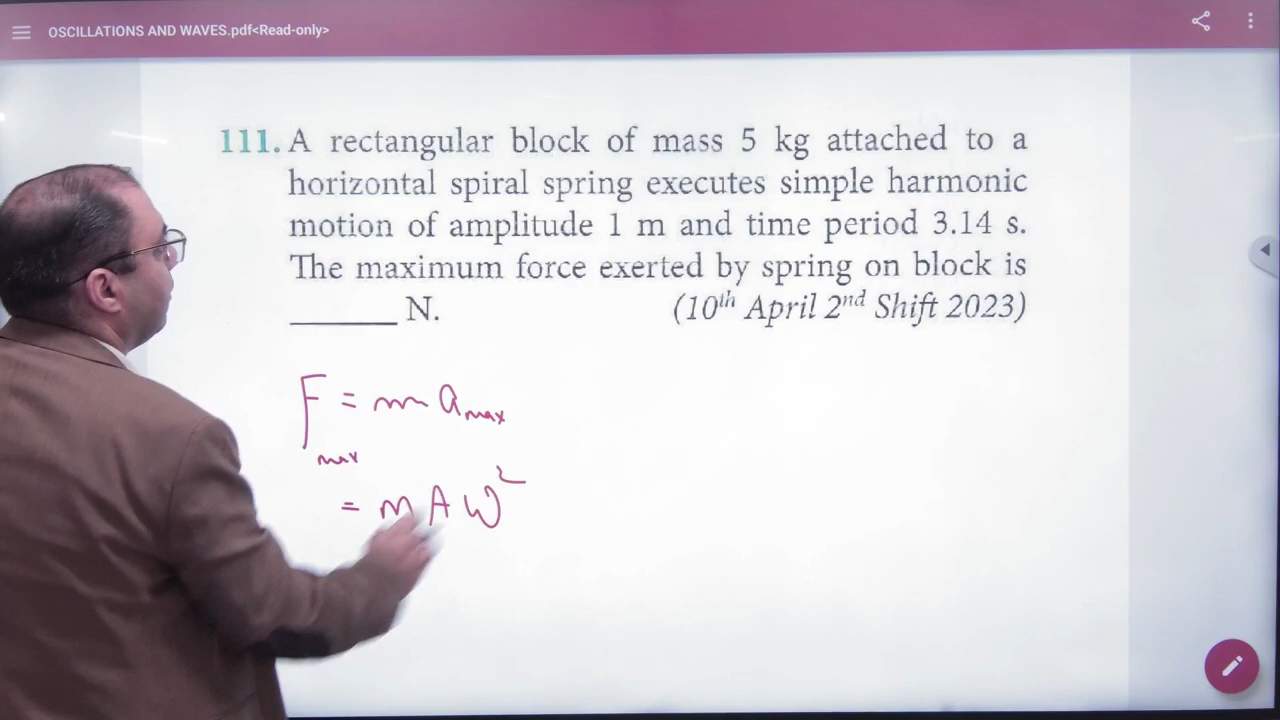 OSCILLATIONS AND WAVES.pdf<Read-only>
111. A rectangular block of mass 5 kg attached to a
horizontal spiral spring executes simple harmonic
motion of amplitude 1 m and time period 3.14 s.
The maximum force exerted by spring on block is
______ N. (10th April 2nd Shift 2023)
F = m a max
max
= m A ω²